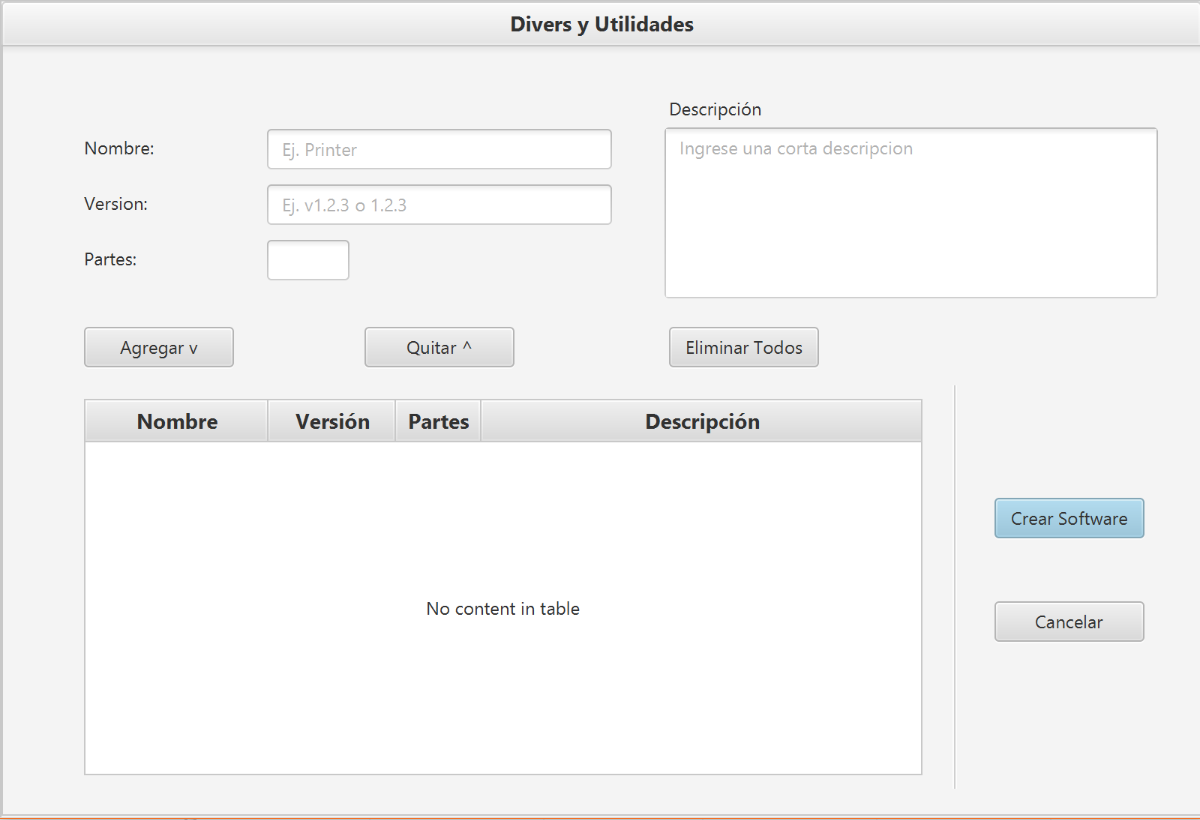 Divers y Utilidades
Descripción
Nombre:
Ej. Printer
Ingrese una corta descripcion
Version:
Ej. v1.2.3 o 1.2.3
Partes:
Agregar v
Quitar ^
Eliminar Todos
Nombre
Versión
Partes
Descripción
No content in table
Crear Software
Cancelar